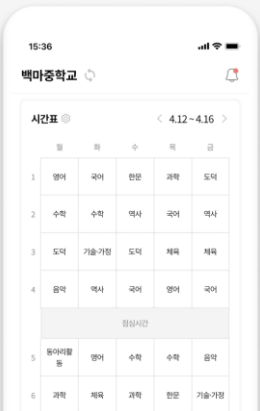 15:36
백마중학교
시간표 < 4.12 ~ 4.16 >
월 화 수 목 금
1 영어 국어 한문 과학 도덕
2 수학 수학 역사 국어 역사
3 도덕 기술·가정 도덕 체육 체육
4 음악 역사 국어 영어 국어
점심시간
5 동아리활동 영어 수학 수학 음악
6 과학 체육 과학 한문 기술·가정